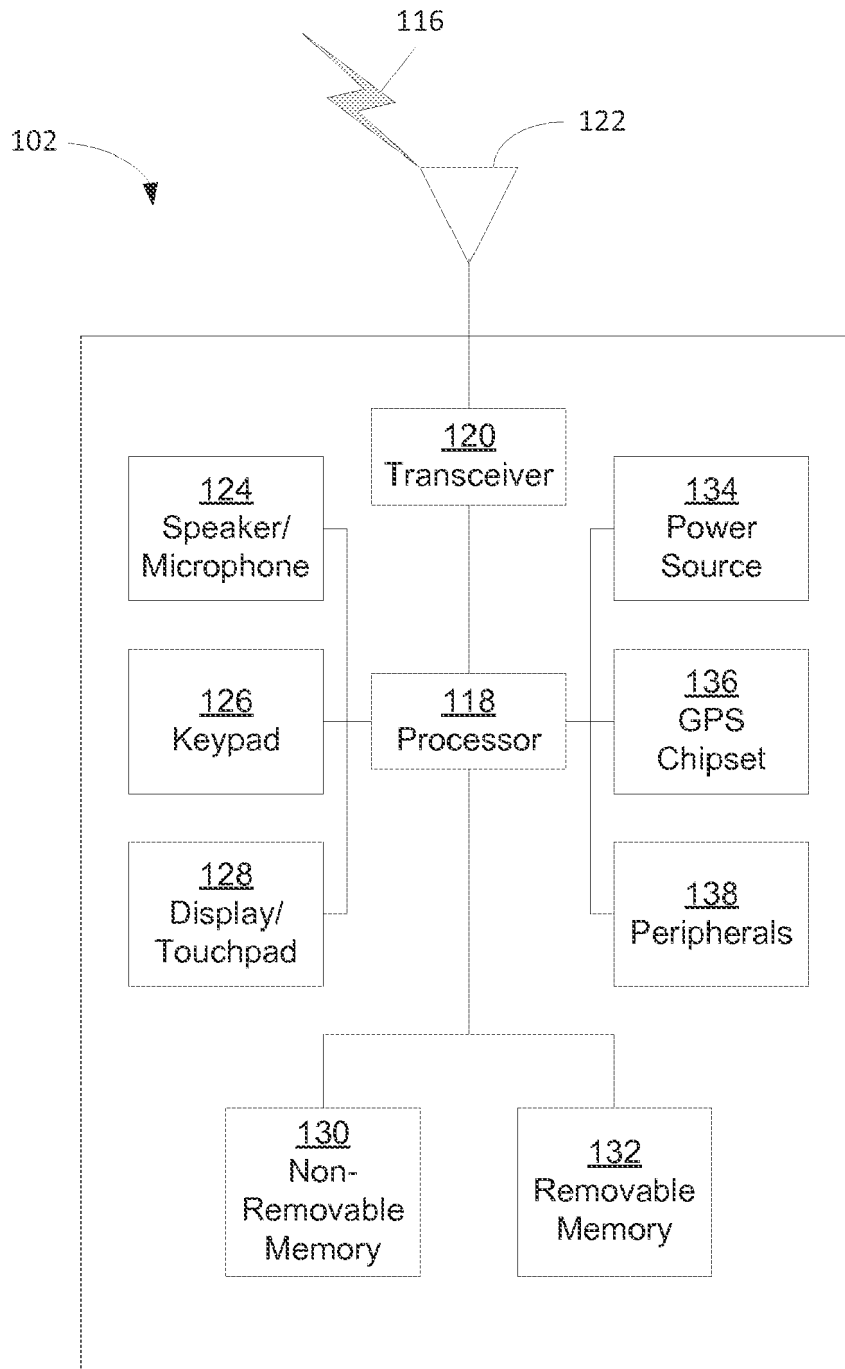 116
122
102
120
Transceiver
124
Speaker/
Microphone
134
Power
Source
126
Keypad
118
Processor
136
GPS
Chipset
128
Display/
Touchpad
138
Peripherals
130
Non-
Removable
Memory
132
Removable
Memory